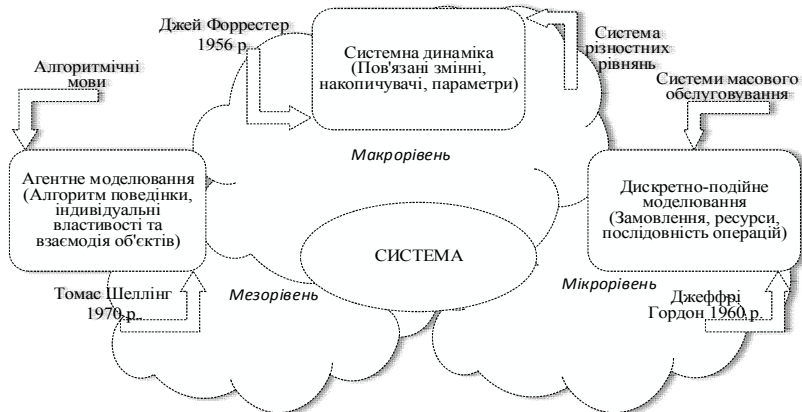 Джей Форрестер
1956 р.
Системна динаміка
(Пов'язані змінні,
накопичувачі, параметри)
Система
різностних
рівнянь
Алгоритмічні
мови
Системи масового
обслуговування
Макрорівень
Агентне моделювання
(Алгоритм поведінки,
індивідуальні
властивості та
взаємодія об'єктів)
Дискретно-подійне
моделювання
(Замовлення, ресурси,
послідовність операцій)
СИСТЕМА
Томас Шеллінг
1970 р.
Мезорівень
Мікрорівень
Джеффрі
Гордон 1960 р.